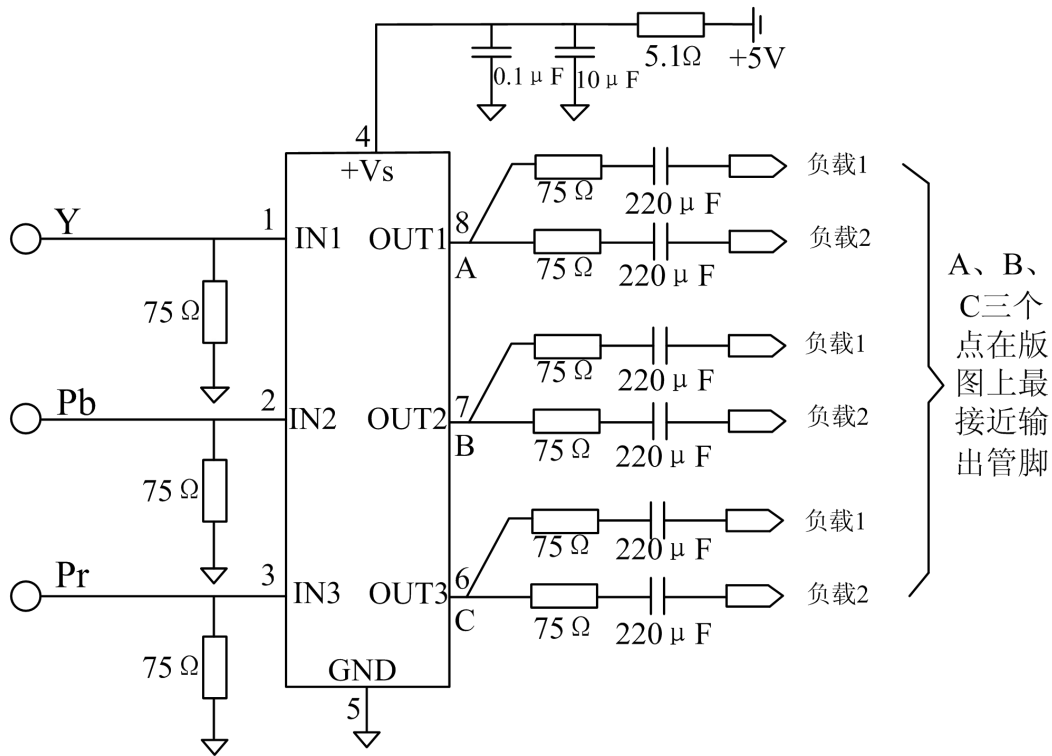 5.1Ω
+5V
0.1μF
10μF
4
+Vs
负载1
75Ω
220μF
8
Y
1
IN1
OUT1
A
负载2
75Ω
220μF
75Ω
负载1
75Ω
220μF
Pb
2
IN2
OUT2
7
B
负载2
75Ω
220μF
75Ω
负载1
75Ω
220μF
Pr
3
IN3
OUT3
6
C
负载2
75Ω
220μF
75Ω
GND
5
A、B、
C三个
点在版
图上最
接近输
出管脚